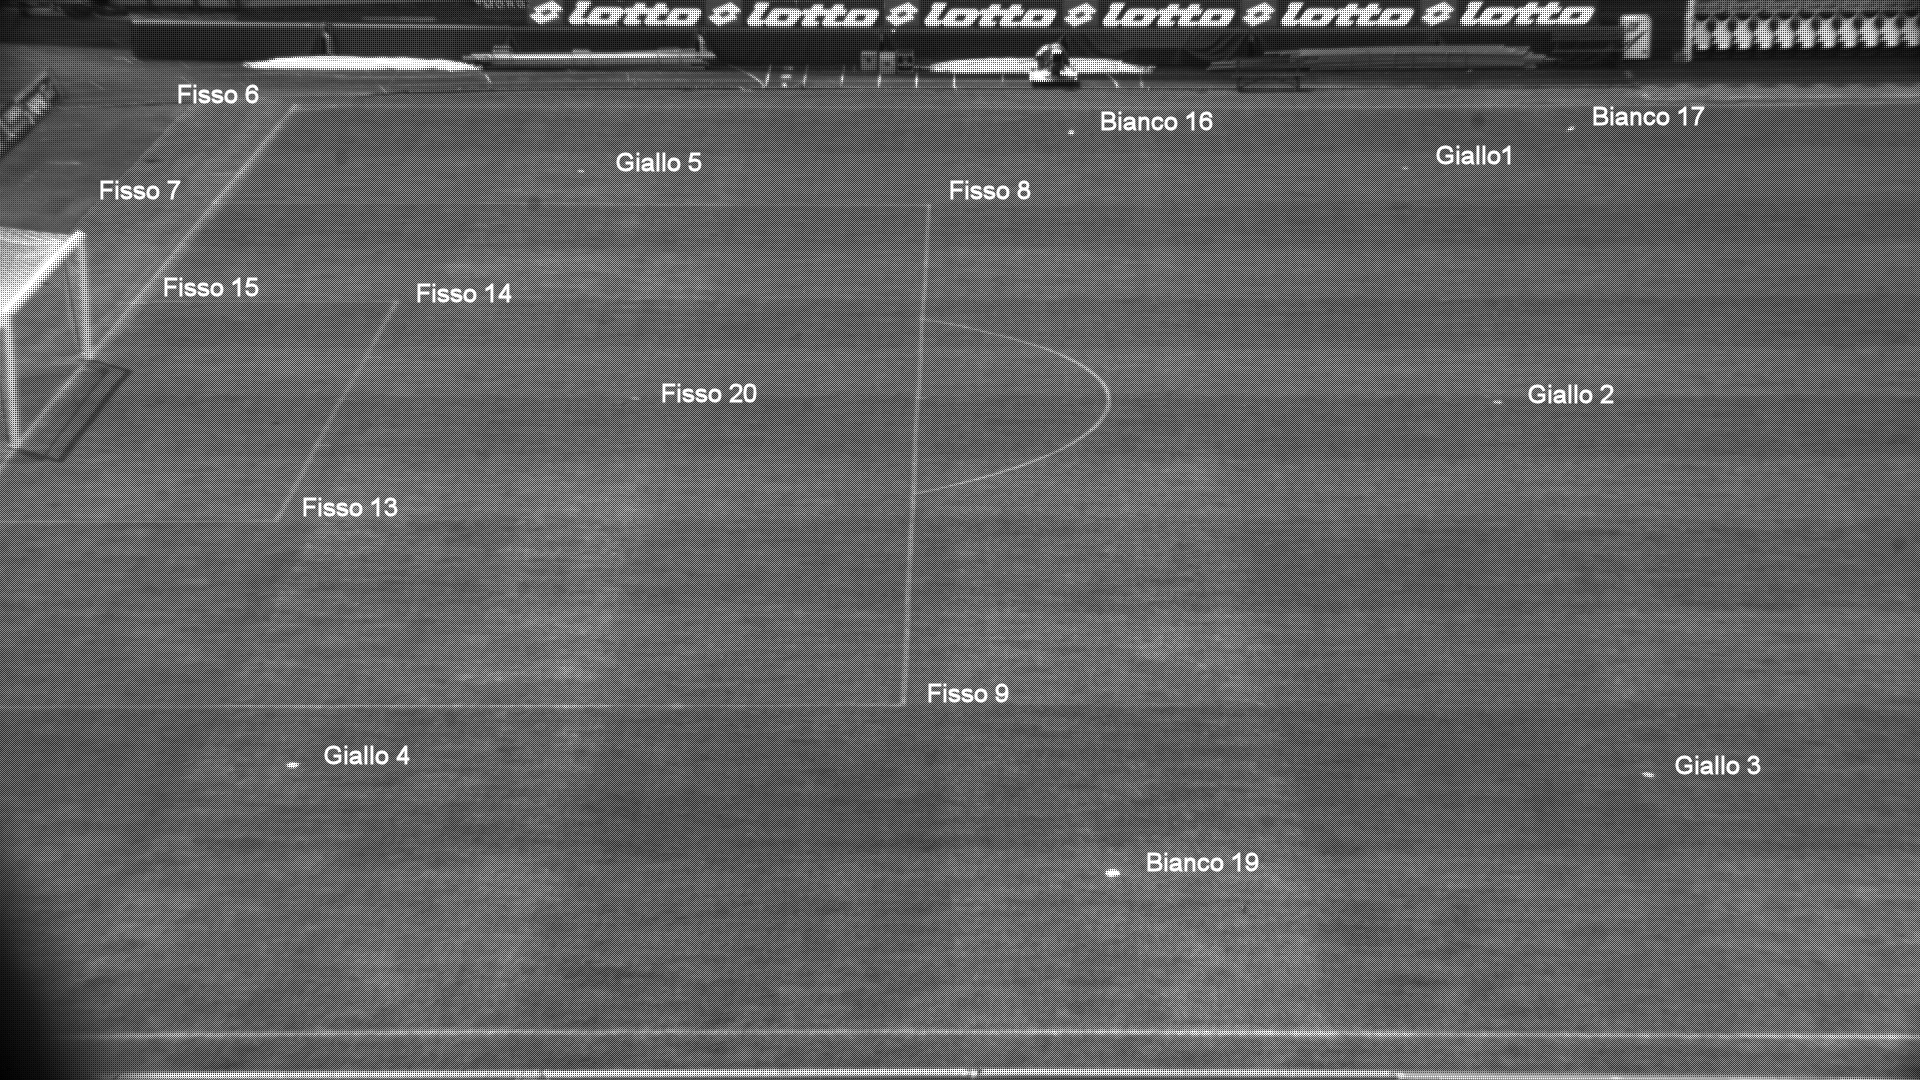 lotto lotto lotto lotto lotto lotto
Fisso 6
Bianco 16
Bianco 17
Giallo 5
Giallo1
Fisso 7
Fisso 8
Fisso 15
Fisso 14
Fisso 20
Giallo 2
Fisso 13
Fisso 9
Giallo 4
Giallo 3
Bianco 19